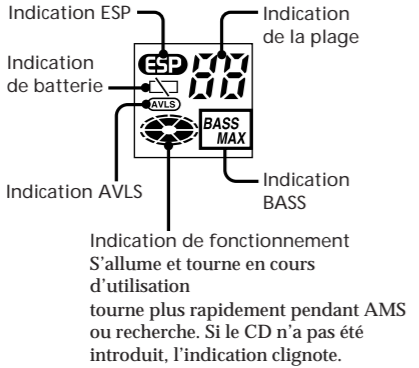 Indication ESP
Indication
de la plage
Indication
de batterie
ESP
88
AVLS
BASS
MAX
Indication AVLS
Indication
BASS
Indication de fonctionnement
S'allume et tourne en cours
d'utilisation
tourne plus rapidement pendant AMS
ou recherche. Si le CD n'a pas été
introduit, l'indication clignote.